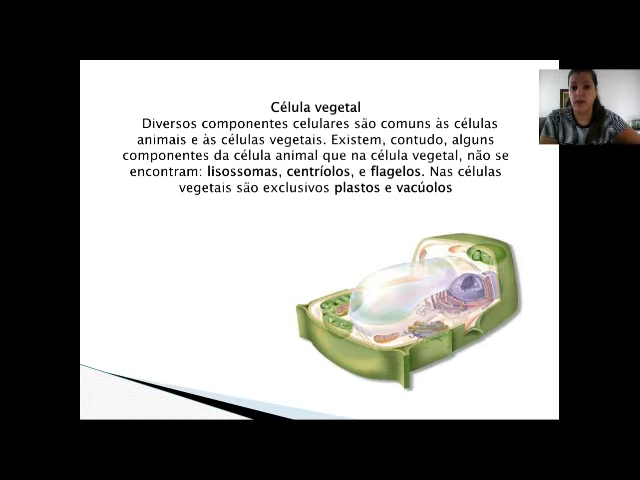 Célula vegetal
Diversos componentes celulares são comuns às células
animais e às células vegetais. Existem, contudo, alguns
componentes da célula animal que na célula vegetal, não se
encontram: lisossomas, centríolos, e flagelos. Nas células
vegetais são exclusivos plastos e vacúolos